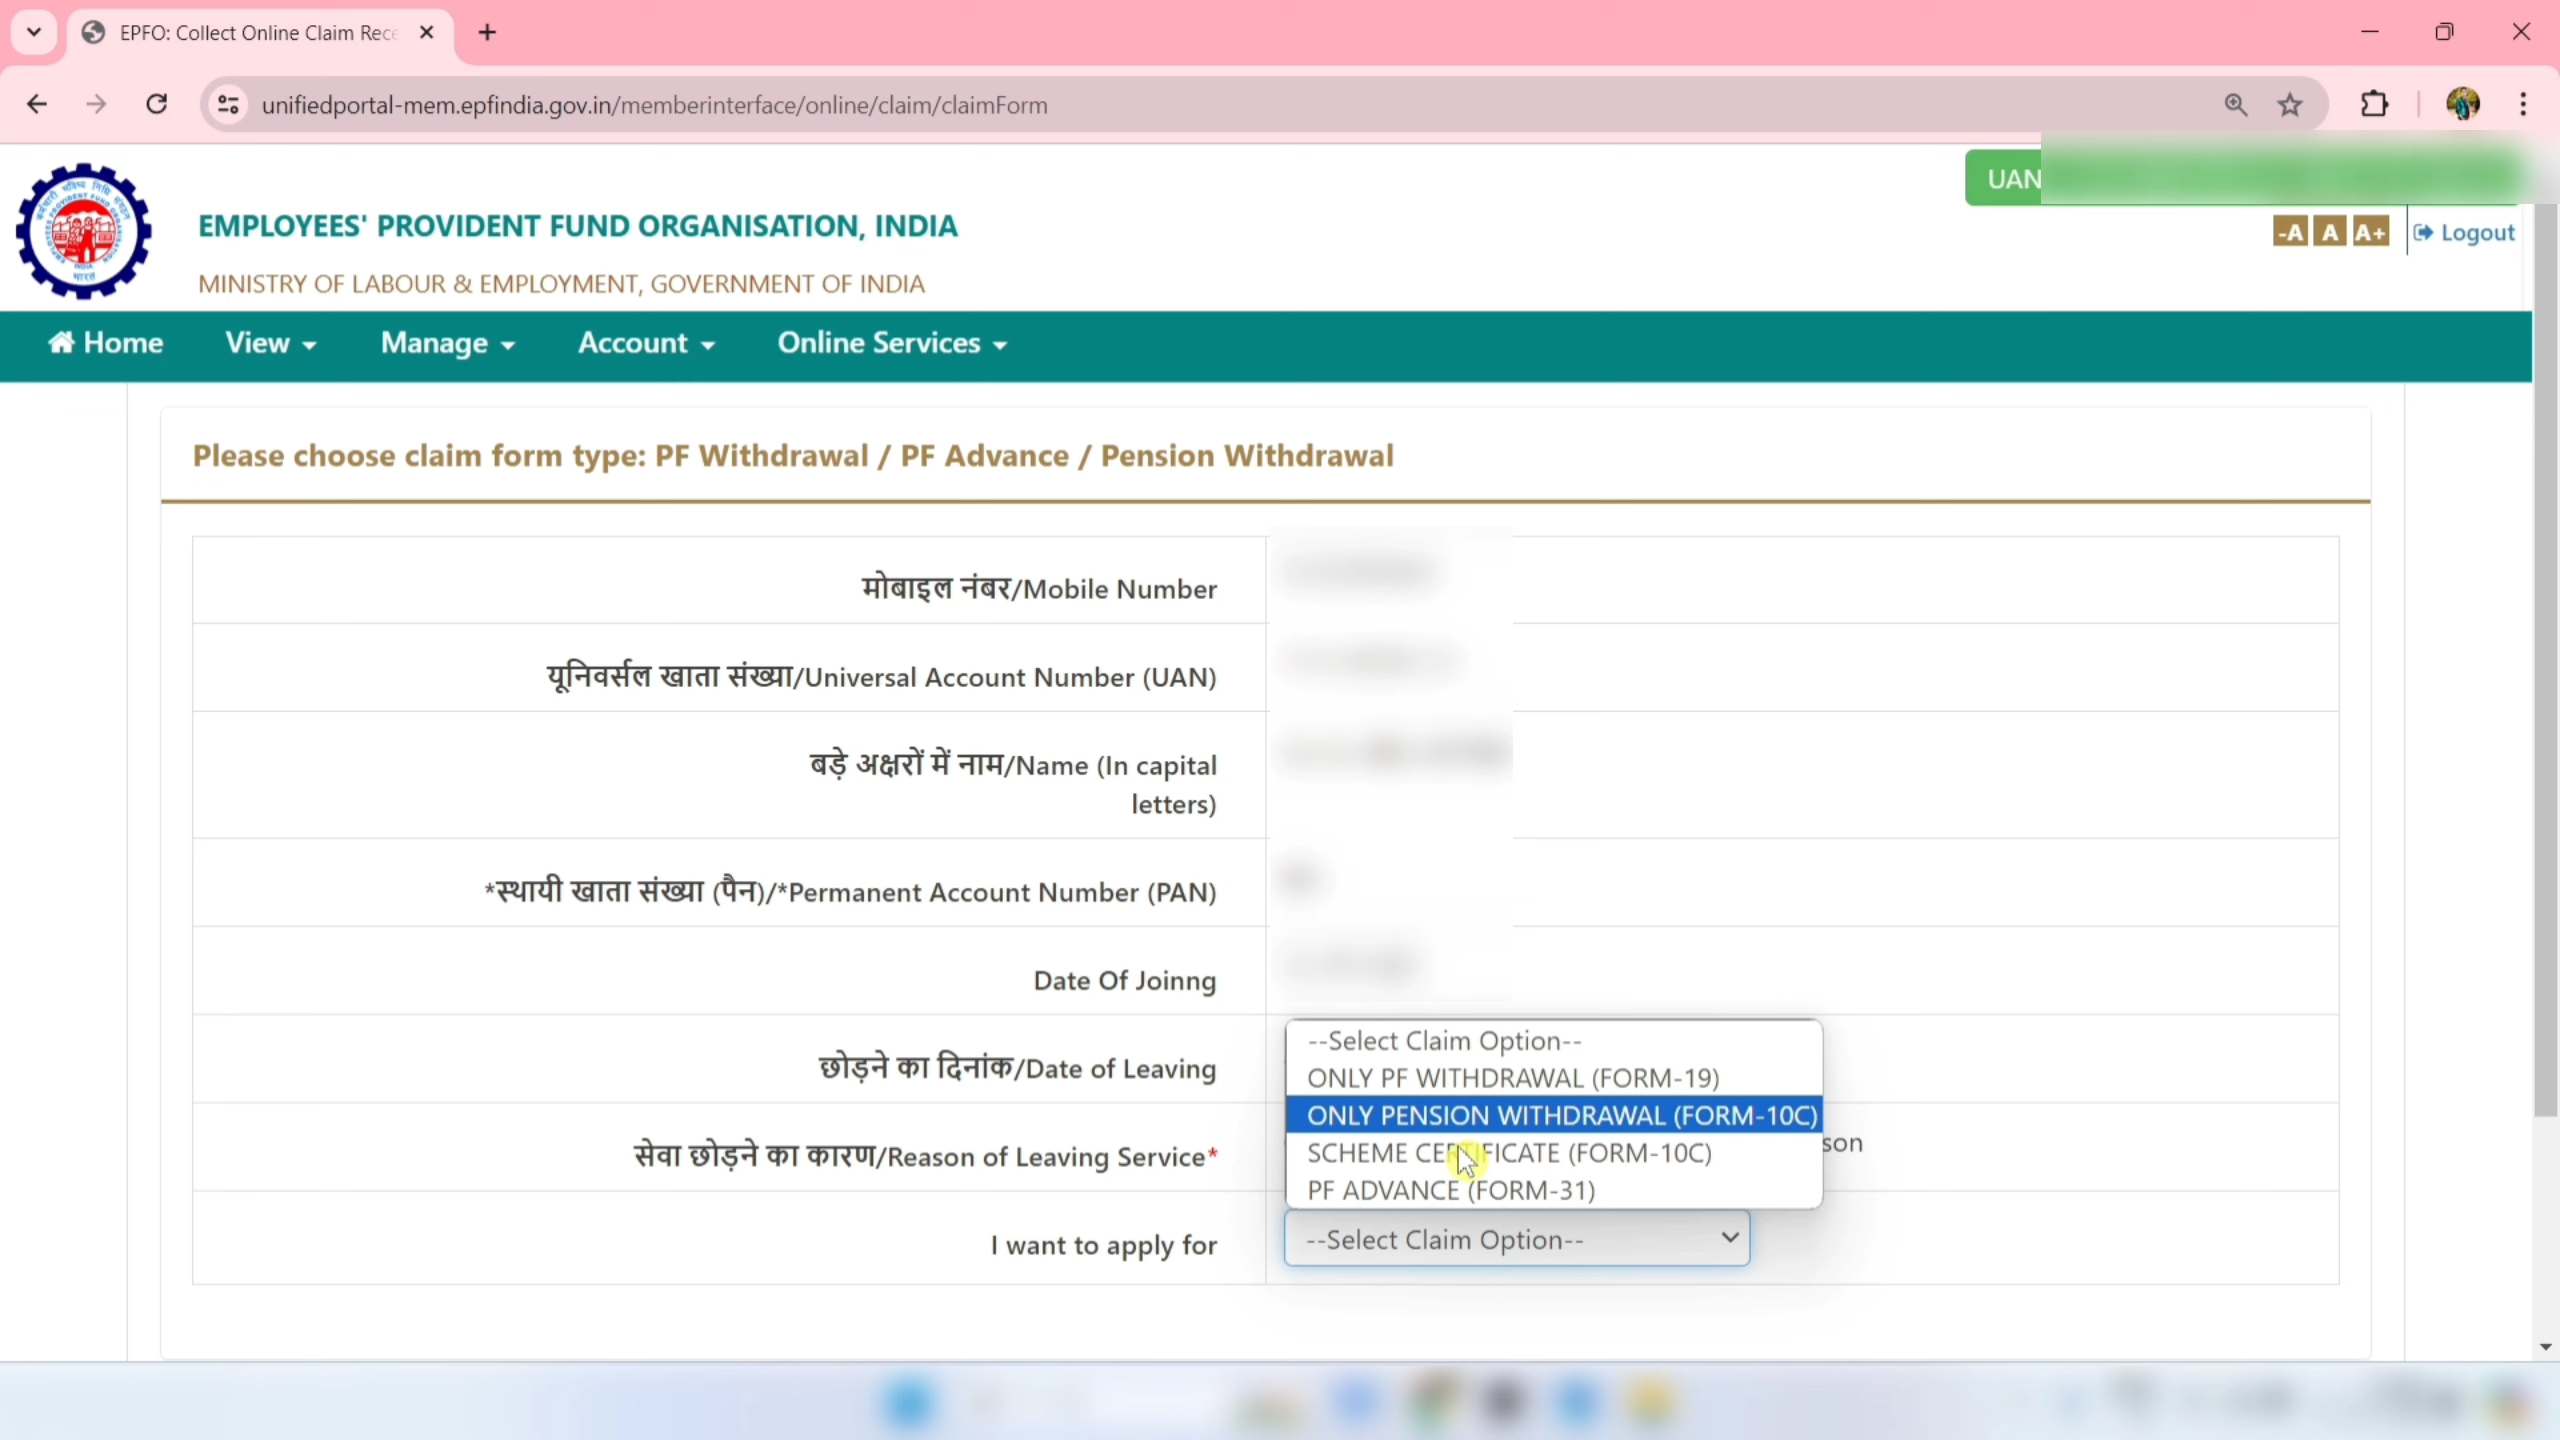 EPFO: Collect Online Claim Rece
unifiedportal-mem.epfindia.gov.in/memberinterface/online/claim/claimForm
UAN
EMPLOYEES' PROVIDENT FUND ORGANISATION, INDIA
MINISTRY OF LABOUR & EMPLOYMENT, GOVERNMENT OF INDIA
-A A A+ Logout
Home View Manage Account Online Services
Please choose claim form type: PF Withdrawal / PF Advance / Pension Withdrawal
मोबाइल नंबर/Mobile Number
यूनिवर्सल खाता संख्या/Universal Account Number (UAN)
बड़े अक्षरों में नाम/Name (In capital
letters)
*स्थायी खाता संख्या (पैन)/*Permanent Account Number (PAN)
Date Of Joinng
छोड़ने का दिनांक/Date of Leaving
सेवा छोड़ने का कारण/Reason of Leaving Service*
son
--Select Claim Option--
ONLY PF WITHDRAWAL (FORM-19)
ONLY PENSION WITHDRAWAL (FORM-10C)
SCHEME CERTIFICATE (FORM-10C)
PF ADVANCE (FORM-31)
I want to apply for
--Select Claim Option--